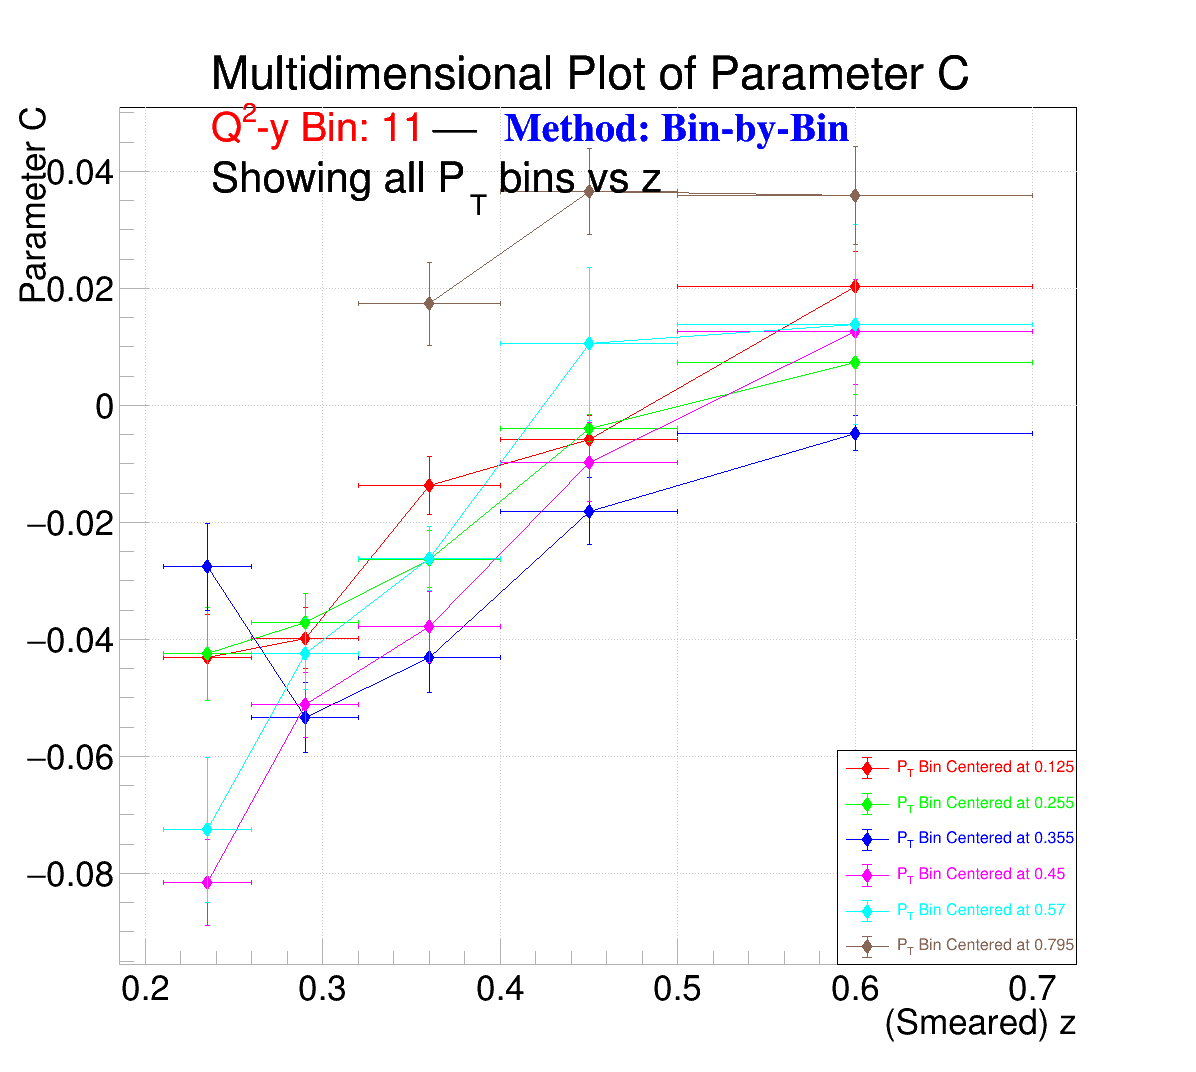 Multidimensional Plot of Parameter C
Q²-y Bin: 11 — Method: Bin-by-Bin
Showing all P_T bins vs z
Parameter C
0.04
0.02
0
−0.02
−0.04
−0.06
−0.08
P_T Bin Centered at 0.125
P_T Bin Centered at 0.255
P_T Bin Centered at 0.355
P_T Bin Centered at 0.45
P_T Bin Centered at 0.57
P_T Bin Centered at 0.795
0.2 0.3 0.4 0.5 0.6 0.7
(Smeared) z